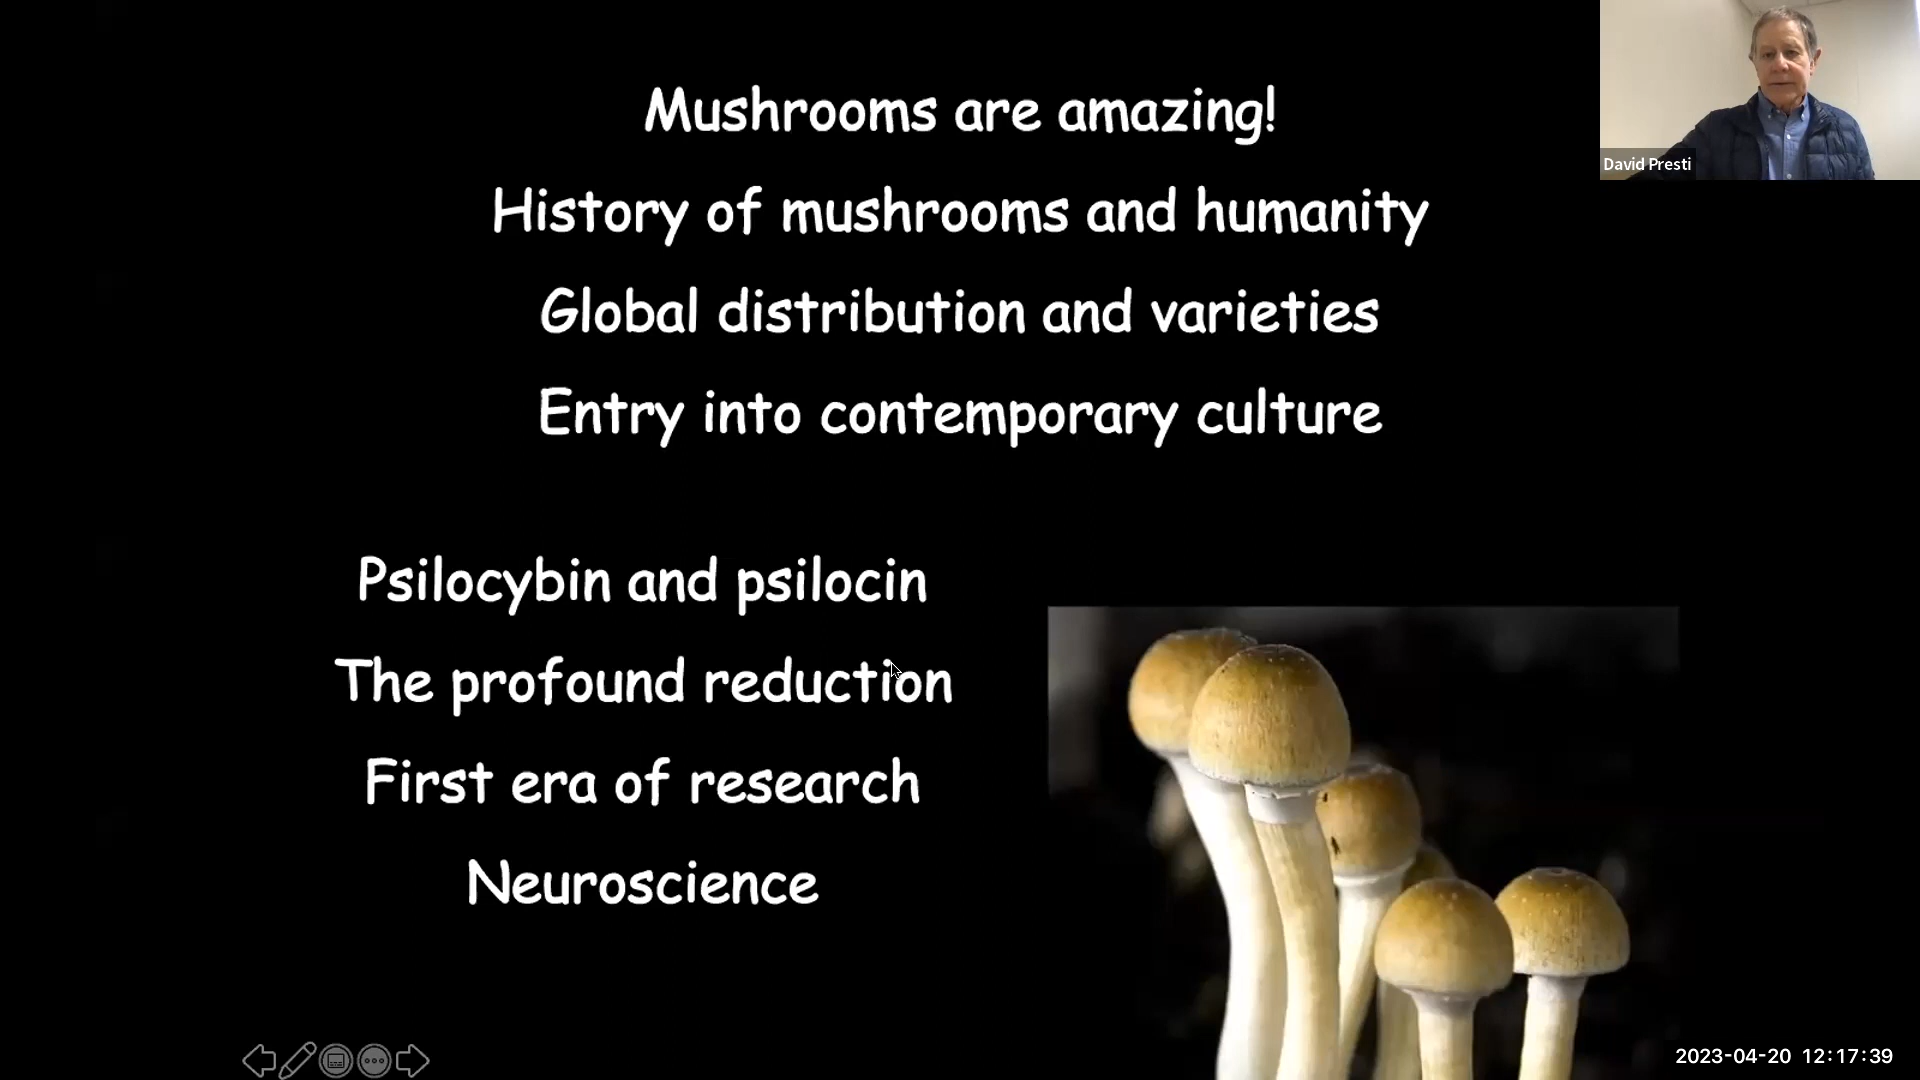 Mushrooms are amazing!
History of mushrooms and humanity
Global distribution and varieties
Entry into contemporary culture
Psilocybin and psilocin
The profound reduction
First era of research
Neuroscience
David Presti
2023-04-20 12:17:39